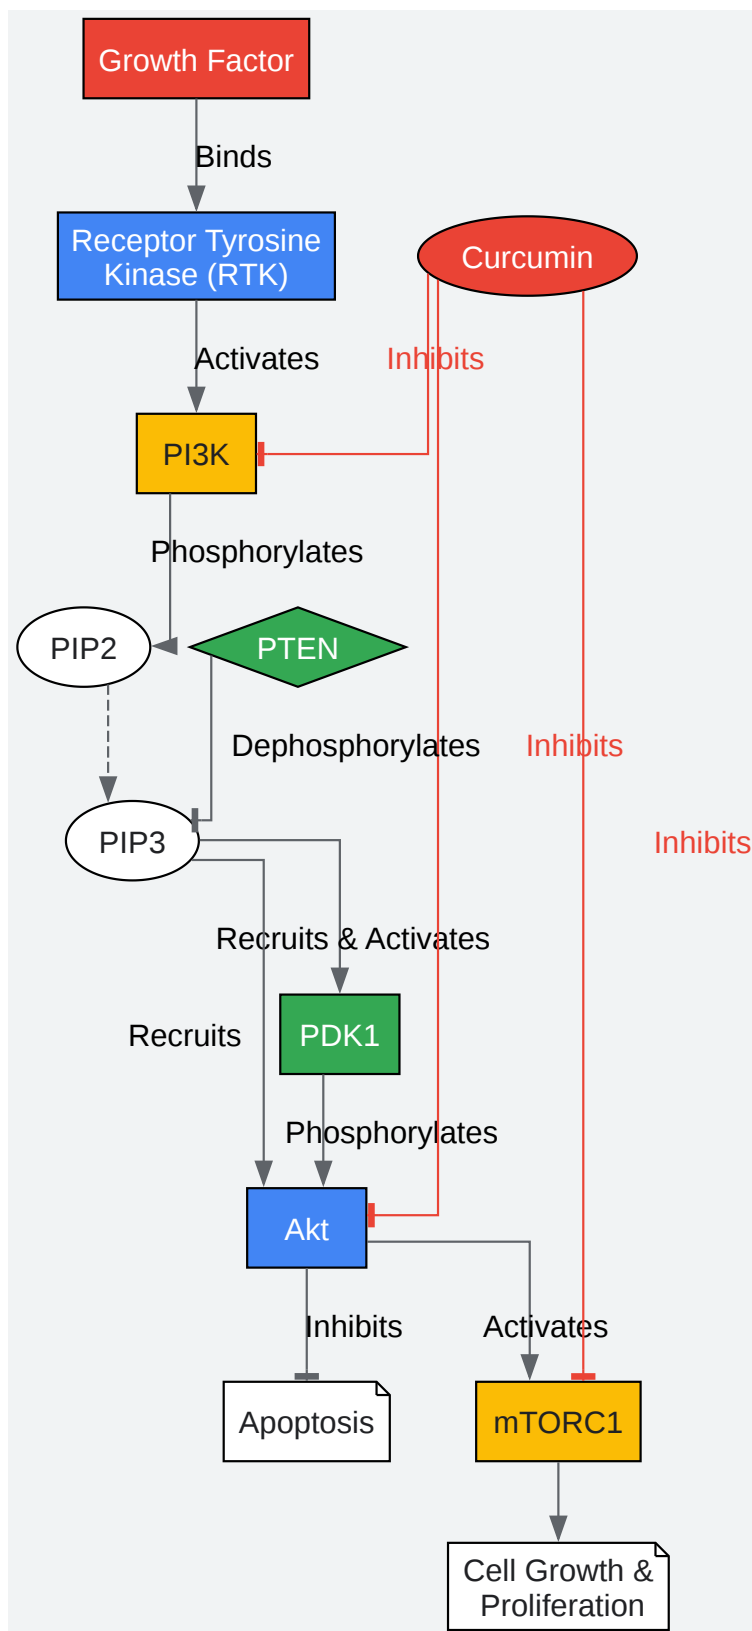 Growth Factor
Binds
Receptor Tyrosine
Kinase (RTK)
Curcumin
Activates
Inhibits
PI3K
Phosphorylates
PIP2
PTEN
Dephosphorylates
Inhibits
PIP3
Inhibits
Recruits & Activates
Recruits
PDK1
Phosphorylates
Akt
Inhibits
Activates
Apoptosis
mTORC1
Cell Growth &
Proliferation